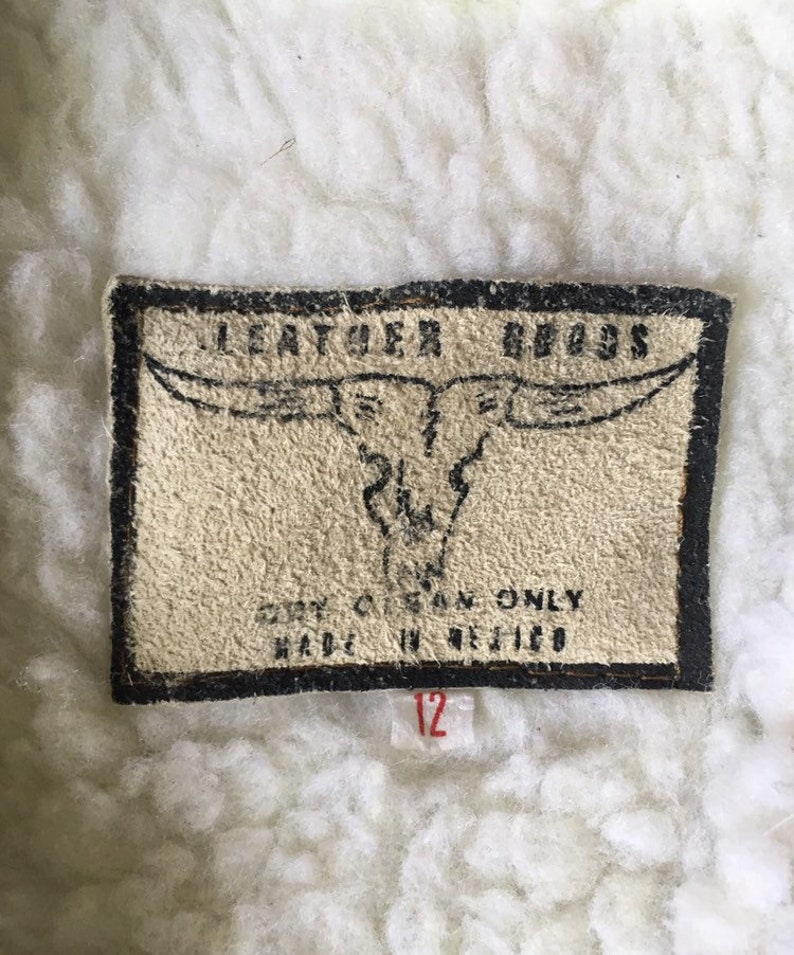 LEATHER GOODS
DRY CLEAN ONLY
MADE IN MEXICO
12